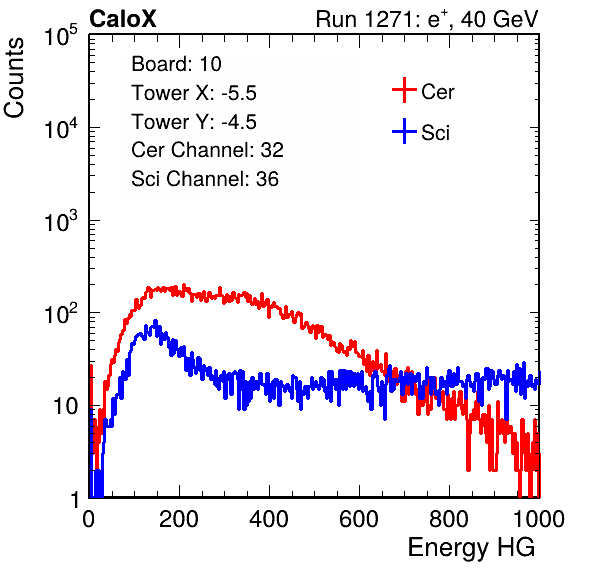 CaloX Run 1271: e⁺, 40 GeV
Counts
10⁵
10⁴
10³
10²
10
1
Board: 10
Tower X: -5.5
Tower Y: -4.5
Cer Channel: 32
Sci Channel: 36
Cer
Sci
0 200 400 600 800 1000
Energy HG